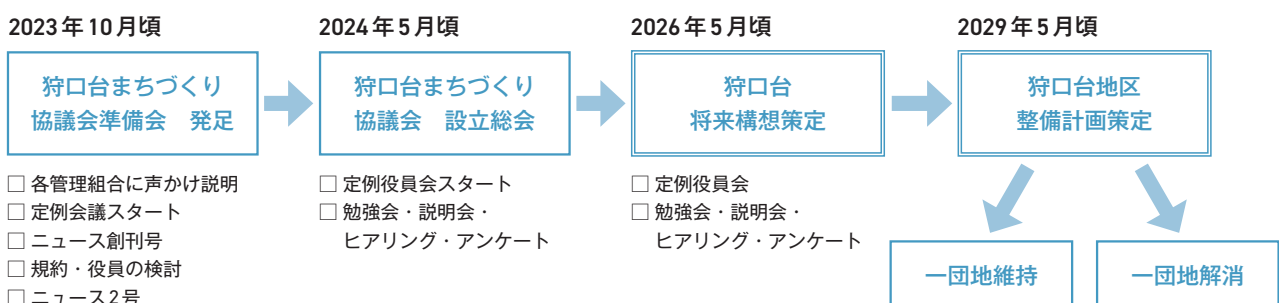 2023年10月頃
狩口台まちづくり
協議会準備会　発足
□ 各管理組合に声かけ説明
□ 定例会議スタート
□ ニュース創刊号
□ 規約・役員の検討
□ ニュース2号
2024年5月頃
狩口台まちづくり
協議会　設立総会
□ 定例役員会スタート
□ 勉強会・説明会・
ヒアリング・アンケート
2026年5月頃
狩口台
将来構想策定
□ 定例役員会
□ 勉強会・説明会・
ヒアリング・アンケート
2029年5月頃
狩口台地区
整備計画策定
一団地維持
一団地解消